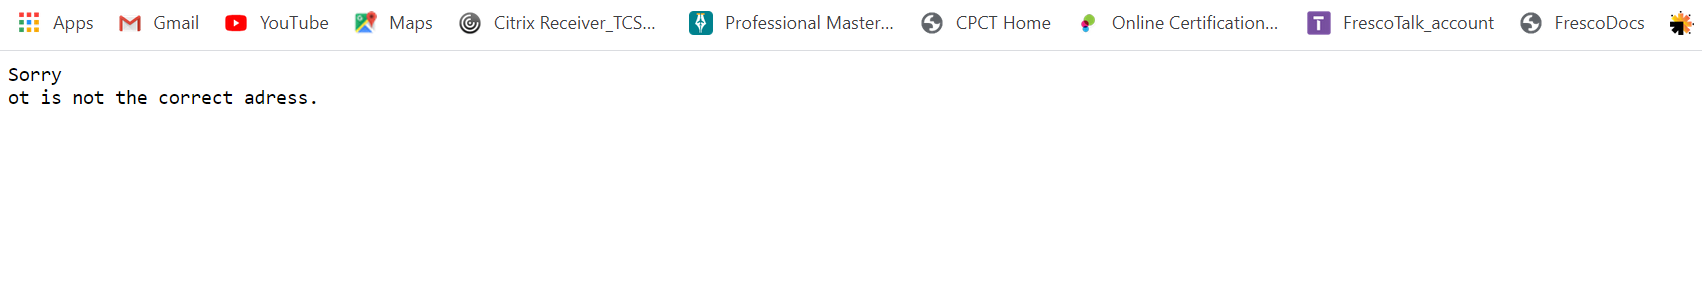 Apps Gmail YouTube Maps Citrix Receiver_TCS... Professional Master... CPCT Home Online Certification... FrescoTalk_account FrescoDocs
Sorry
ot is not the correct adress.